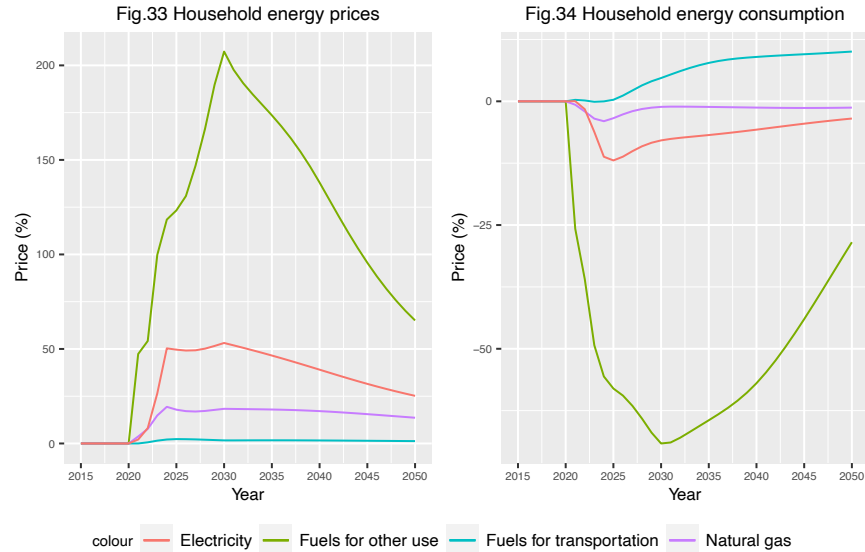 Fig.33 Household energy prices
200
150
100
50
0
Price (%)
2015 2020 2025 2030 2035 2040 2045 2050
Year
Fig.34 Household energy consumption
0
−25
−50
Price (%)
2015 2020 2025 2030 2035 2040 2045 2050
Year
colour Electricity Fuels for other use Fuels for transportation Natural gas